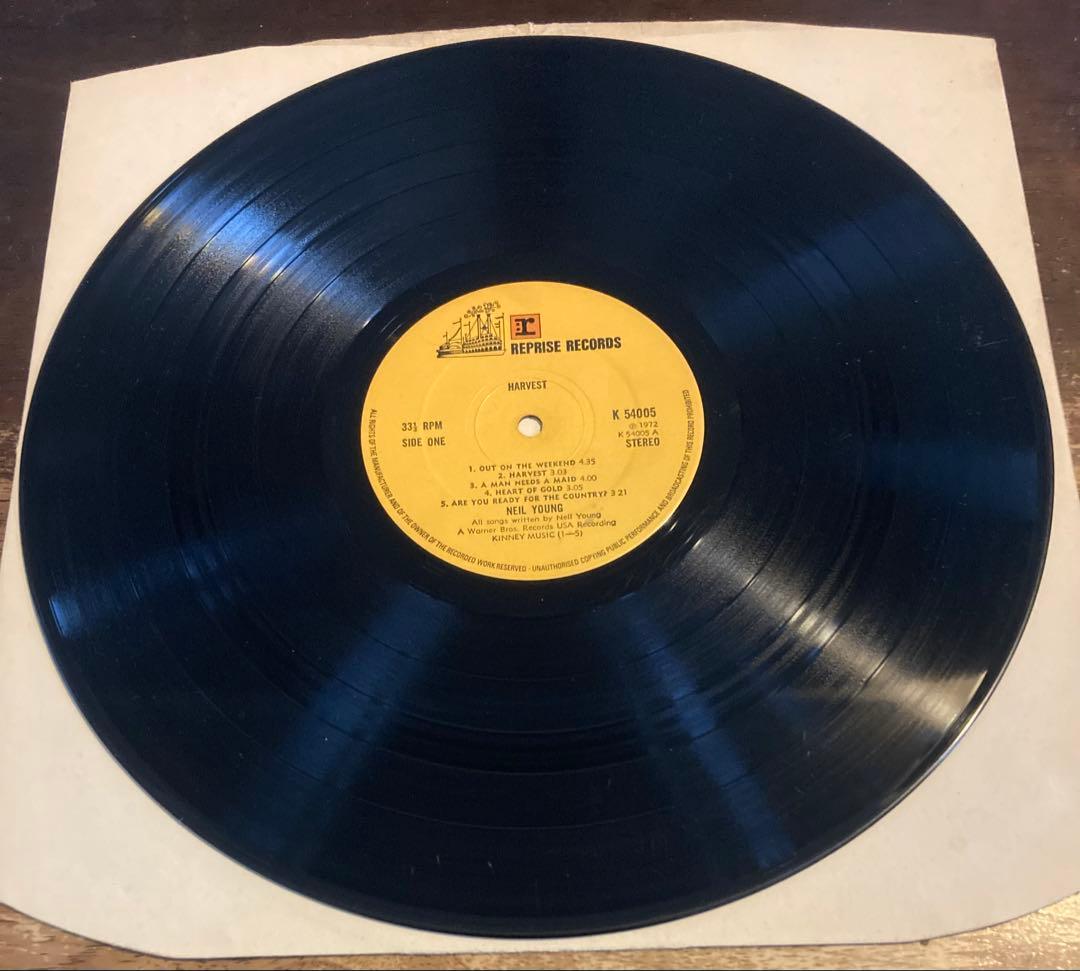 r
REPRISE RECORDS
HARVEST
33⅓ RPM
SIDE ONE
K 54005
℗ 1972
K 54005 A
STEREO
1. OUT ON THE WEEKEND 4.35
2. HARVEST 3.03
3. A MAN NEEDS A MAID 4.00
4. HEART OF GOLD 3.05
5. ARE YOU READY FOR THE COUNTRY? 3 21
NEIL YOUNG
All songs written by Neil Young
A Warner Bros. Records USA Recording
KINNEY MUSIC (1—5)
ALL RIGHTS OF THE MANUFACTURER AND OF THE OWNER OF THE RECORDED WORK RESERVED · UNAUTHORISED COPYING PUBLIC PERFORMANCE AND BROADCASTING OF THIS RECORD PROHIBITED